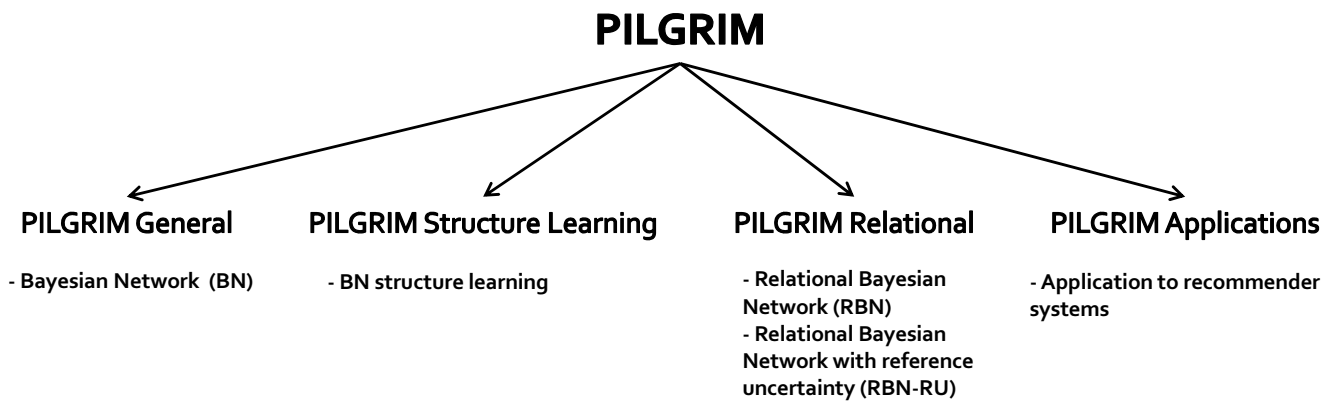 PILGRIM
PILGRIM General
- Bayesian Network (BN)
PILGRIM Structure Learning
- BN structure learning
PILGRIM Relational
- Relational Bayesian
Network (RBN)
- Relational Bayesian
Network with reference
uncertainty (RBN-RU)
PILGRIM Applications
- Application to recommender
systems